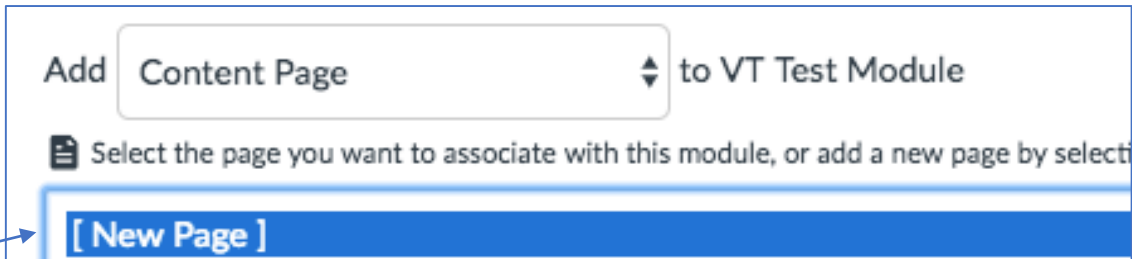 Add Content Page to VT Test Module
Select the page you want to associate with this module, or add a new page by selecti
[ New Page ]